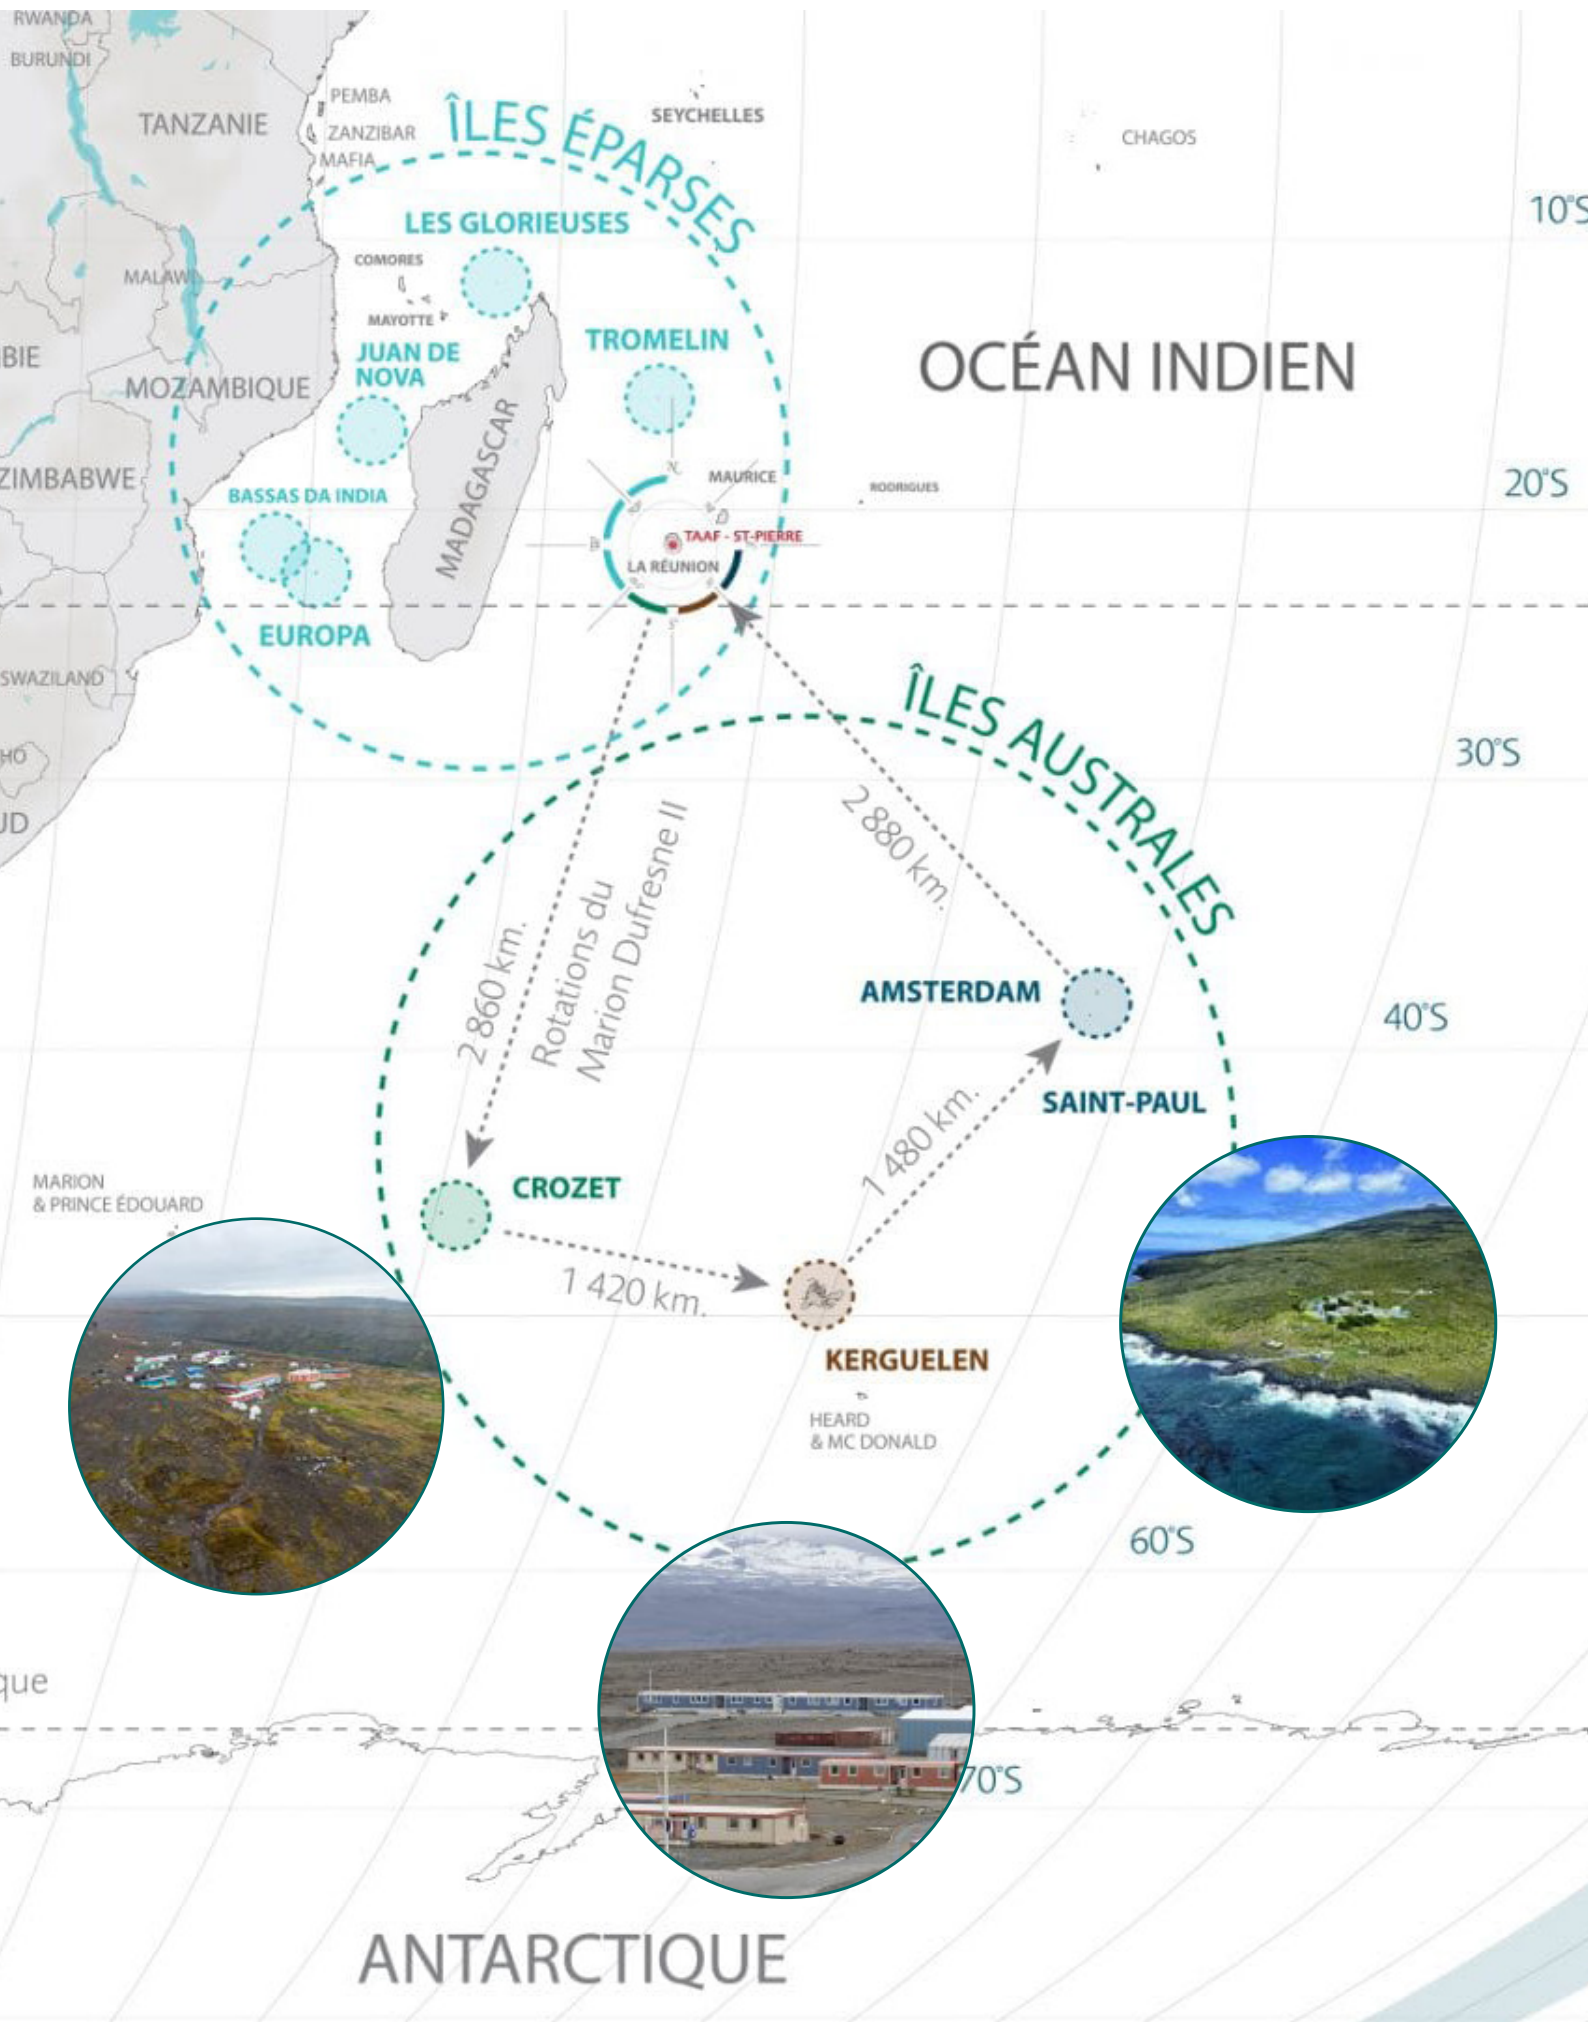 RWANDA
BURUNDI
TANZANIE
PEMBA
ZANZIBAR
MAFIA
ÎLES ÉPARSES
SEYCHELLES
CHAGOS
10°S
LES GLORIEUSES
COMORES
MALAWI
MAYOTTE
TROMELIN
JUAN DE
NOVA
BIE
MOZAMBIQUE
OCÉAN INDIEN
MADAGASCAR
ZIMBABWE
BASSAS DA INDIA
N
MAURICE
RODRIGUES
20°S
TAAF - ST-PIERRE
LA RÉUNION
S
EUROPA
SWAZILAND
ÎLES AUSTRALES
HO
30°S
UD
2 880 km.
Rotations du
Marion Dufresne II
2 860 km.
AMSTERDAM
40°S
SAINT-PAUL
1 480 km.
MARION
& PRINCE ÉDOUARD
CROZET
1 420 km.
KERGUELEN
HEARD
& MC DONALD
60°S
que
70°S
ANTARCTIQUE